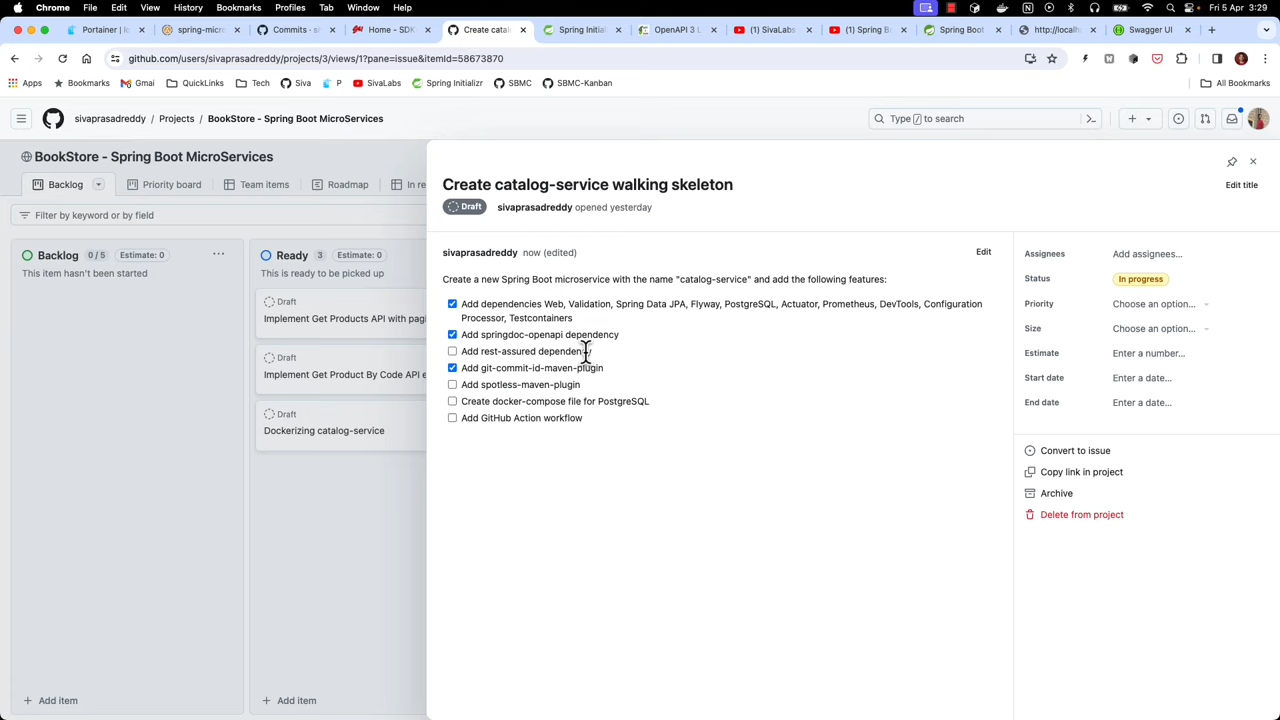 Chrome File Edit View History Bookmarks Profiles Tab Window Help Fri 5 Apr 3:29
Portainer | lo
spring-micro
Commits · si
Home – SDK
Create catal
Spring Initial
OpenAPI 3 L
(1) SivaLabs
(1) Spring Ba
Spring Boot
http://localho
Swagger UI
github.com/users/sivaprasadreddy/projects/3/views/1?pane=issue&itemId=58673870
Apps Bookmarks Gmai QuickLinks Tech Siva P SivaLabs Spring Initializr SBMC SBMC-Kanban All Bookmarks
sivaprasadreddy / Projects / BookStore - Spring Boot MicroServices
Type / to search
BookStore - Spring Boot MicroServices
Backlog Priority board Team items Roadmap In re
Filter by keyword or by field
Backlog 0 / 5 Estimate: 0
This item hasn't been started
Add item
Ready 3 Estimate: 0
This is ready to be picked up
Draft
Implement Get Products API with pagi
Draft
Implement Get Product By Code API e
Draft
Dockerizing catalog-service
Add item
Create catalog-service walking skeleton
Edit title
Draft sivaprasadreddy opened yesterday
sivaprasadreddy now (edited)
Edit
Create a new Spring Boot microservice with the name "catalog-service" and add the following features:
Add dependencies Web, Validation, Spring Data JPA, Flyway, PostgreSQL, Actuator, Prometheus, DevTools, Configuration
Processor, Testcontainers
Add springdoc-openapi dependency
Add rest-assured dependency
Add git-commit-id-maven-plugin
Add spotless-maven-plugin
Create docker-compose file for PostgreSQL
Add GitHub Action workflow
Assignees Add assignees...
Status In progress
Priority Choose an option...
Size Choose an option...
Estimate Enter a number...
Start date Enter a date...
End date Enter a date...
Convert to issue
Copy link in project
Archive
Delete from project